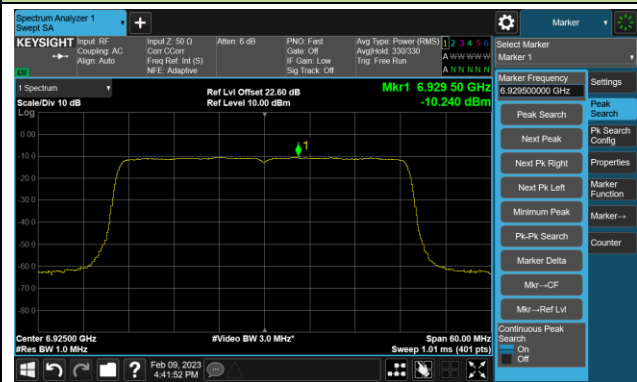 Spectrum Analyzer 1
Swept SA
Marker
KEYSIGHT
Input: RF
Coupling: AC
Align: Auto
Input Z: 50 Ω
Corr CCorr
Freq Ref: Int (S)
NFE: Adaptive
Atten: 6 dB
PNO: Fast
Gate: Off
IF Gain: Low
Sig Track: Off
Avg Type: Power (RMS)
Avg|Hold: 330/330
Trig: Free Run
1 2 3 4 5 6
A W W W W W
A N N N N N
Select Marker
Marker 1
1 Spectrum
Scale/Div 10 dB
Log
Ref Lvl Offset 22.60 dB
Ref Level 10.00 dBm
Mkr1 6.929 50 GHz
-10.240 dBm
0.00
-10.0
-20.0
-30.0
-40.0
-50.0
-60.0
-70.0
-80.0
1
Center 6.92500 GHz
#Res BW 1.0 MHz
#Video BW 3.0 MHz*
Span 60.00 MHz
Sweep 1.01 ms (401 pts)
Marker Frequency
6.929500000 GHz
Peak Search
Next Peak
Next Pk Right
Next Pk Left
Minimum Peak
Pk-Pk Search
Marker Delta
Mkr→CF
Mkr→Ref Lvl
Continuous Peak
Search
On
Off
Settings
Peak
Search
Pk Search
Config
Properties
Marker
Function
Marker→
Counter
?
Feb 09, 2023
4:41:52 PM